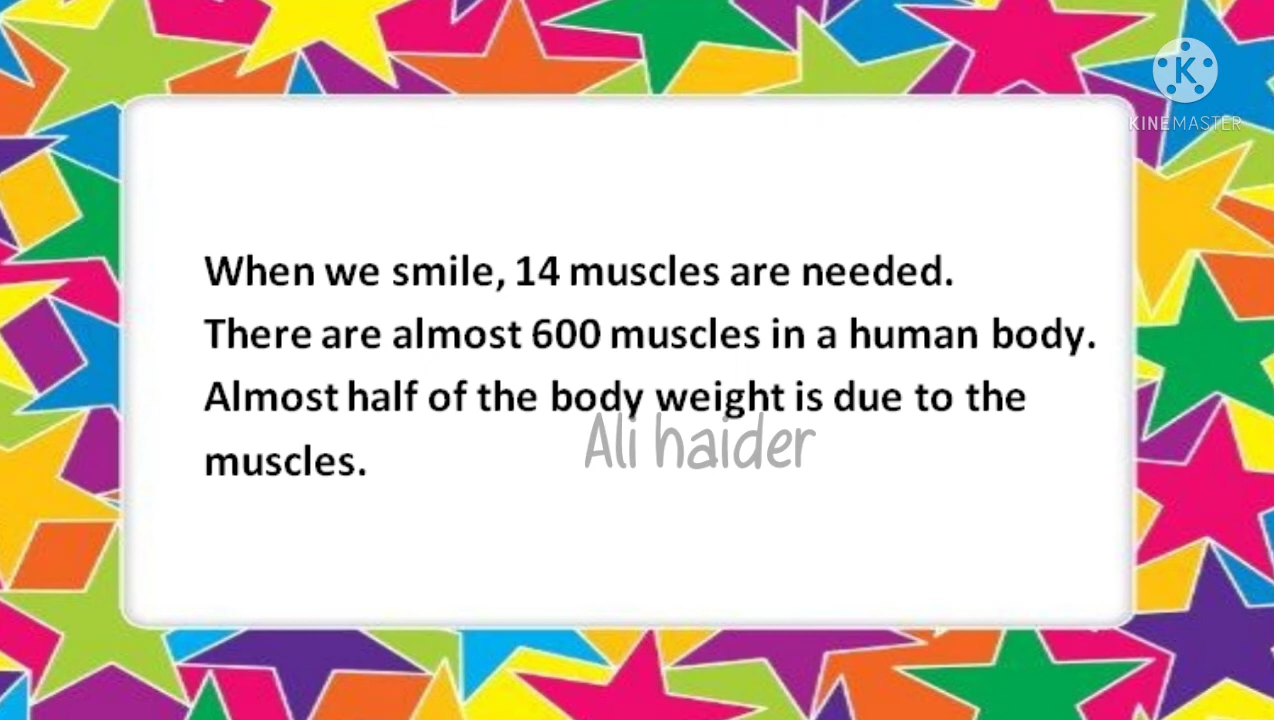 KINEMASTER
When we smile, 14 muscles are needed.
There are almost 600 muscles in a human body.
Almost half of the body weight is due to the
muscles.
Ali haider